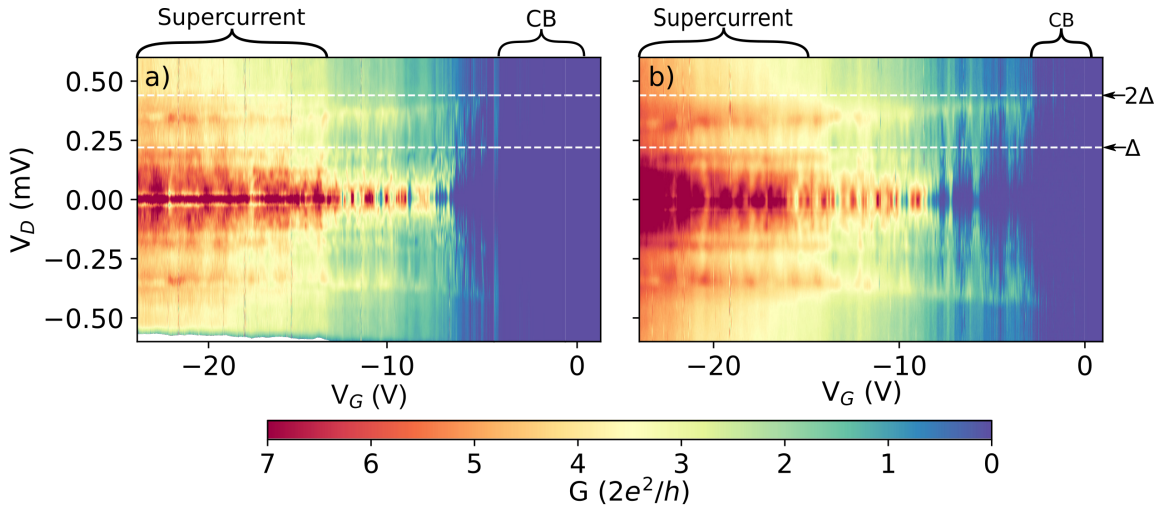 Supercurrent CB Supercurrent CB
a) b)
0.50
0.25
0.00
−0.25
−0.50
V_D (mV)
2Δ
Δ
−20 −10 0 −20 −10 0
V_G (V) V_G (V)
7 6 5 4 3 2 1 0
G (2e²/h)